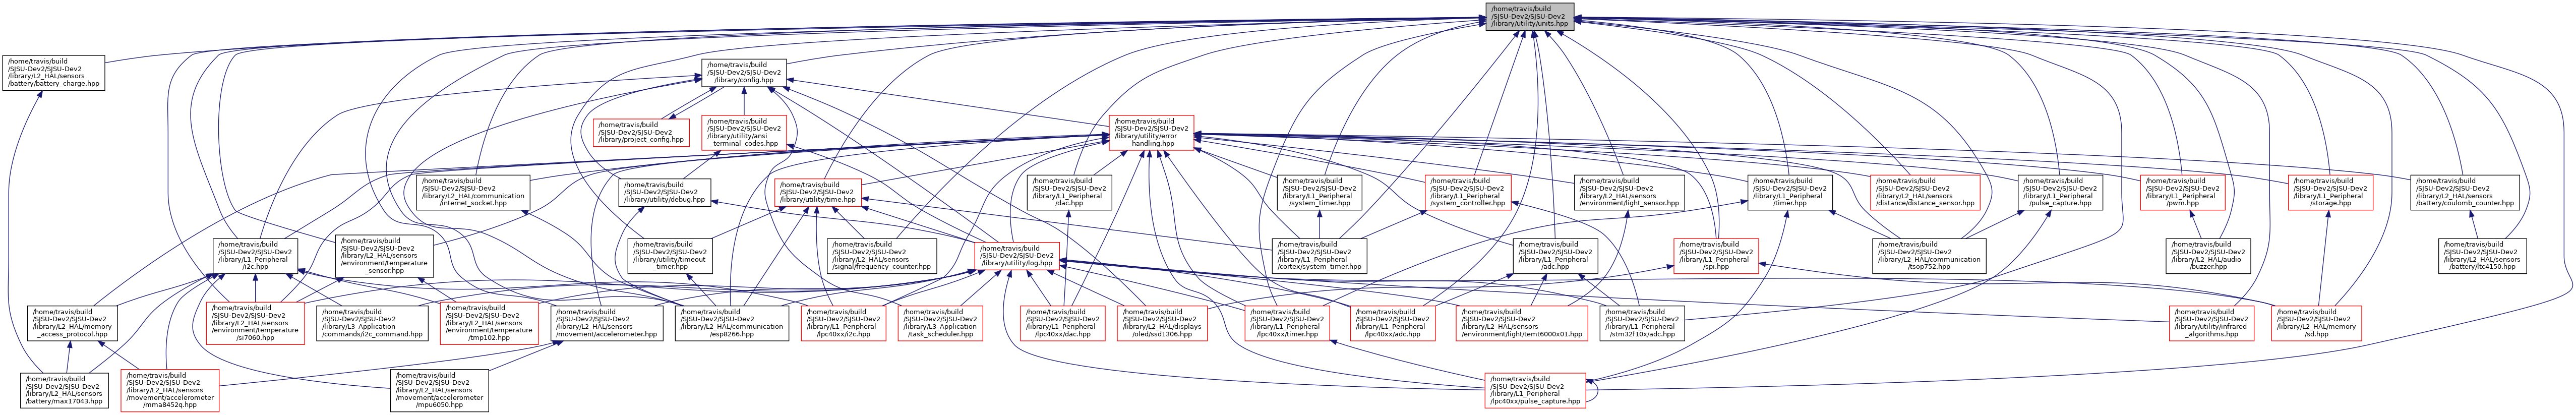 /home/travis/build
/SJSU-Dev2/SJSU-Dev2
/library/utility/units.hpp
/home/travis/build
/SJSU-Dev2/SJSU-Dev2
/library/L2_HAL/sensors
/battery/battery_charge.hpp
/home/travis/build
/SJSU-Dev2/SJSU-Dev2
/library/config.hpp
/home/travis/build
/SJSU-Dev2/SJSU-Dev2
/library/project_config.hpp
/home/travis/build
/SJSU-Dev2/SJSU-Dev2
/library/utility/ansi
_terminal_codes.hpp
/home/travis/build
/SJSU-Dev2/SJSU-Dev2
/library/utility/error
_handling.hpp
/home/travis/build
/SJSU-Dev2/SJSU-Dev2
/library/L2_HAL/communication
/internet_socket.hpp
/home/travis/build
/SJSU-Dev2/SJSU-Dev2
/library/utility/debug.hpp
/home/travis/build
/SJSU-Dev2/SJSU-Dev2
/library/utility/time.hpp
/home/travis/build
/SJSU-Dev2/SJSU-Dev2
/library/L1_Peripheral
/dac.hpp
/home/travis/build
/SJSU-Dev2/SJSU-Dev2
/library/L1_Peripheral
/system_timer.hpp
/home/travis/build
/SJSU-Dev2/SJSU-Dev2
/library/L1_Peripheral
/system_controller.hpp
/home/travis/build
/SJSU-Dev2/SJSU-Dev2
/library/L2_HAL/sensors
/environment/light_sensor.hpp
/home/travis/build
/SJSU-Dev2/SJSU-Dev2
/library/L1_Peripheral
/timer.hpp
/home/travis/build
/SJSU-Dev2/SJSU-Dev2
/library/L2_HAL/sensors
/distance/distance_sensor.hpp
/home/travis/build
/SJSU-Dev2/SJSU-Dev2
/library/L1_Peripheral
/pulse_capture.hpp
/home/travis/build
/SJSU-Dev2/SJSU-Dev2
/library/L1_Peripheral
/pwm.hpp
/home/travis/build
/SJSU-Dev2/SJSU-Dev2
/library/L1_Peripheral
/storage.hpp
/home/travis/build
/SJSU-Dev2/SJSU-Dev2
/library/L2_HAL/sensors
/battery/coulomb_counter.hpp
/home/travis/build
/SJSU-Dev2/SJSU-Dev2
/library/L1_Peripheral
/i2c.hpp
/home/travis/build
/SJSU-Dev2/SJSU-Dev2
/library/L2_HAL/sensors
/environment/temperature
_sensor.hpp
/home/travis/build
/SJSU-Dev2/SJSU-Dev2
/library/utility/timeout
_timer.hpp
/home/travis/build
/SJSU-Dev2/SJSU-Dev2
/library/L2_HAL/sensors
/signal/frequency_counter.hpp
/home/travis/build
/SJSU-Dev2/SJSU-Dev2
/library/utility/log.hpp
/home/travis/build
/SJSU-Dev2/SJSU-Dev2
/library/L1_Peripheral
/cortex/system_timer.hpp
/home/travis/build
/SJSU-Dev2/SJSU-Dev2
/library/L1_Peripheral
/adc.hpp
/home/travis/build
/SJSU-Dev2/SJSU-Dev2
/library/L1_Peripheral
/spi.hpp
/home/travis/build
/SJSU-Dev2/SJSU-Dev2
/library/L2_HAL/communication
/tsop752.hpp
/home/travis/build
/SJSU-Dev2/SJSU-Dev2
/library/L2_HAL/audio
/buzzer.hpp
/home/travis/build
/SJSU-Dev2/SJSU-Dev2
/library/L2_HAL/sensors
/battery/ltc4150.hpp
/home/travis/build
/SJSU-Dev2/SJSU-Dev2
/library/L2_HAL/memory
_access_protocol.hpp
/home/travis/build
/SJSU-Dev2/SJSU-Dev2
/library/L2_HAL/sensors
/environment/temperature
/si7060.hpp
/home/travis/build
/SJSU-Dev2/SJSU-Dev2
/library/L3_Application
/commands/i2c_command.hpp
/home/travis/build
/SJSU-Dev2/SJSU-Dev2
/library/L2_HAL/sensors
/environment/temperature
/tmp102.hpp
/home/travis/build
/SJSU-Dev2/SJSU-Dev2
/library/L2_HAL/sensors
/movement/accelerometer.hpp
/home/travis/build
/SJSU-Dev2/SJSU-Dev2
/library/L2_HAL/communication
/esp8266.hpp
/home/travis/build
/SJSU-Dev2/SJSU-Dev2
/library/L1_Peripheral
/lpc40xx/i2c.hpp
/home/travis/build
/SJSU-Dev2/SJSU-Dev2
/library/L3_Application
/task_scheduler.hpp
/home/travis/build
/SJSU-Dev2/SJSU-Dev2
/library/L1_Peripheral
/lpc40xx/dac.hpp
/home/travis/build
/SJSU-Dev2/SJSU-Dev2
/library/L2_HAL/displays
/oled/ssd1306.hpp
/home/travis/build
/SJSU-Dev2/SJSU-Dev2
/library/L1_Peripheral
/lpc40xx/timer.hpp
/home/travis/build
/SJSU-Dev2/SJSU-Dev2
/library/L1_Peripheral
/lpc40xx/adc.hpp
/home/travis/build
/SJSU-Dev2/SJSU-Dev2
/library/L2_HAL/sensors
/environment/light/temt6000x01.hpp
/home/travis/build
/SJSU-Dev2/SJSU-Dev2
/library/L1_Peripheral
/stm32f10x/adc.hpp
/home/travis/build
/SJSU-Dev2/SJSU-Dev2
/library/utility/infrared
_algorithms.hpp
/home/travis/build
/SJSU-Dev2/SJSU-Dev2
/library/L2_HAL/memory
/sd.hpp
/home/travis/build
/SJSU-Dev2/SJSU-Dev2
/library/L2_HAL/sensors
/battery/max17043.hpp
/home/travis/build
/SJSU-Dev2/SJSU-Dev2
/library/L2_HAL/sensors
/movement/accelerometer
/mma8452q.hpp
/home/travis/build
/SJSU-Dev2/SJSU-Dev2
/library/L2_HAL/sensors
/movement/accelerometer
/mpu6050.hpp
/home/travis/build
/SJSU-Dev2/SJSU-Dev2
/library/L1_Peripheral
/lpc40xx/pulse_capture.hpp